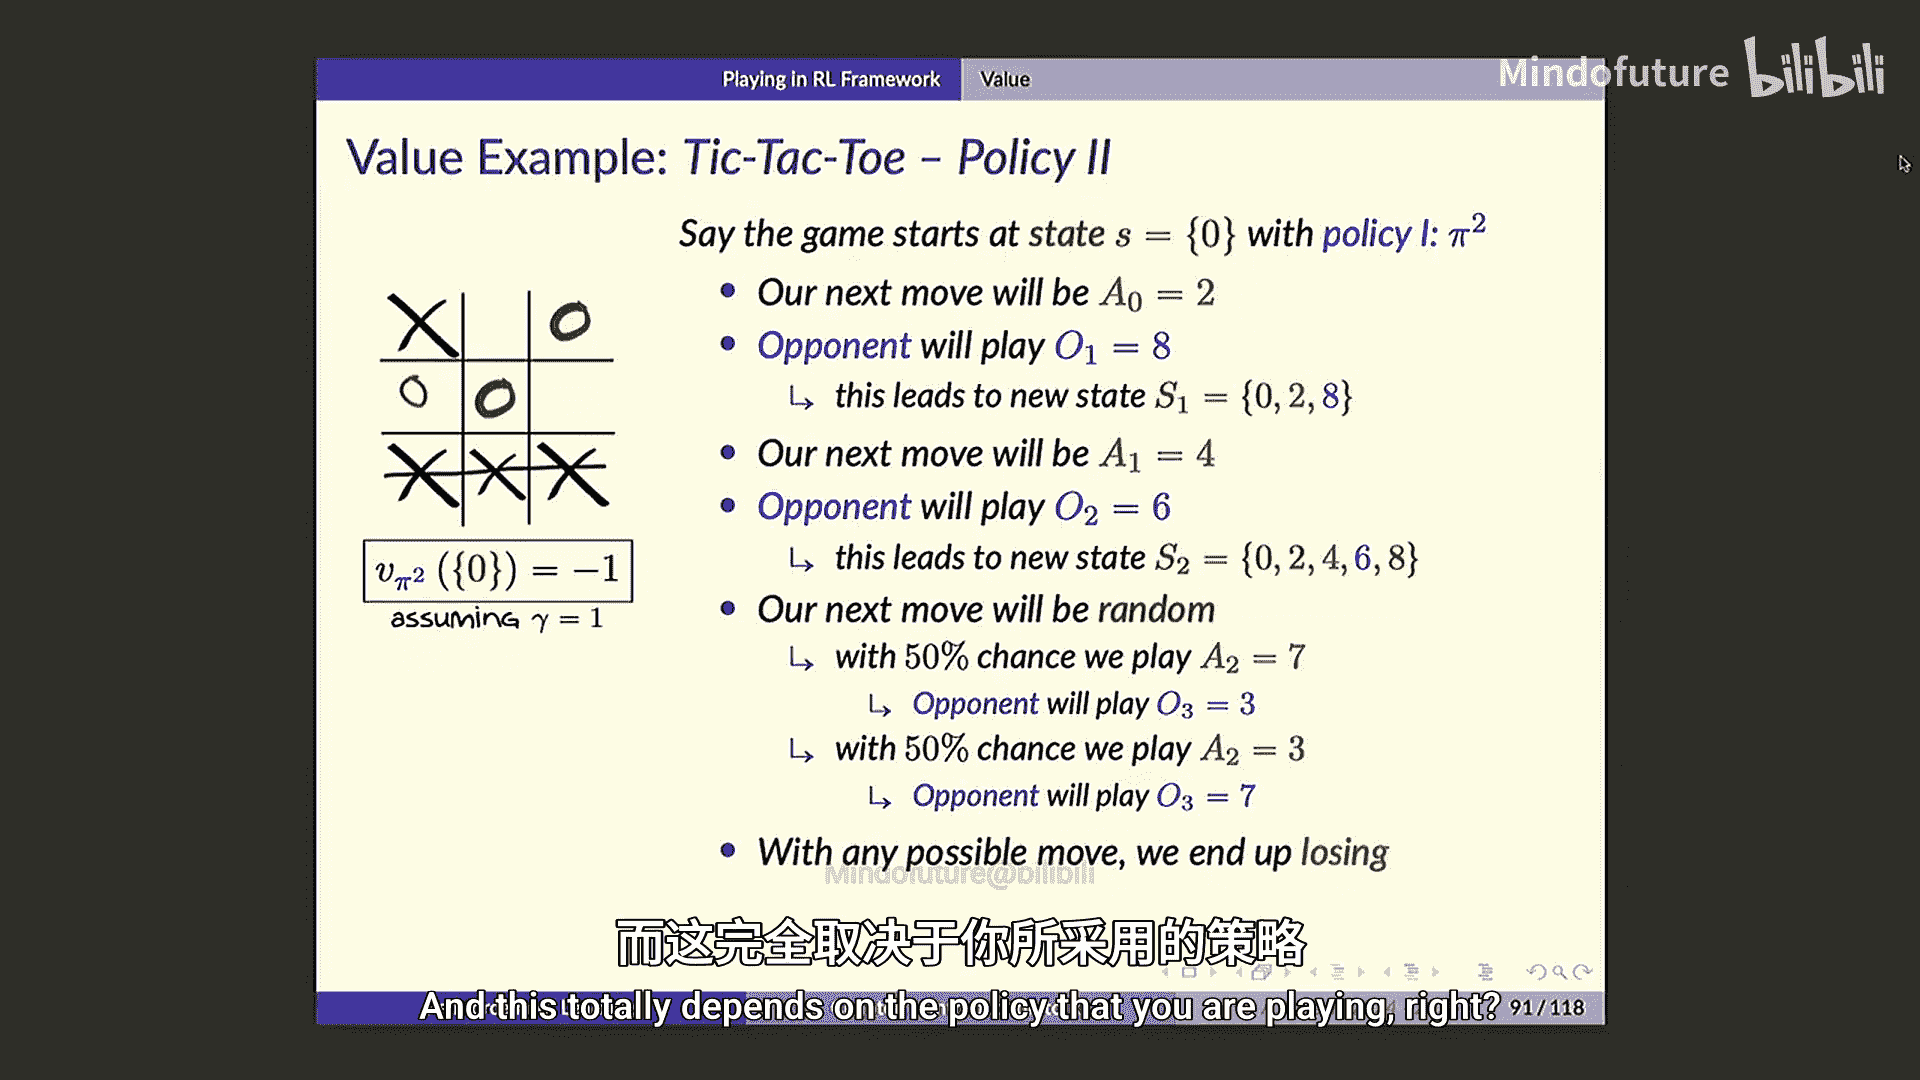 Playing in RL Framework Value
Mindofuture bilibili
Value Example: Tic-Tac-Toe – Policy II
Say the game starts at state s = {0} with policy I: π²
• Our next move will be A₀ = 2
• Opponent will play O₁ = 8
↳ this leads to new state S₁ = {0, 2, 8}
• Our next move will be A₁ = 4
• Opponent will play O₂ = 6
↳ this leads to new state S₂ = {0, 2, 4, 6, 8}
• Our next move will be random
↳ with 50% chance we play A₂ = 7
↳ Opponent will play O₃ = 3
↳ with 50% chance we play A₂ = 3
↳ Opponent will play O₃ = 7
• With any possible move, we end up losing
X O
O O
X X X
v_π² ({0}) = −1
assuming γ = 1
Mindofuture@bilibili
而这完全取决于你所采用的策略
And this totally depends on the policy that you are playing, right?
91/118